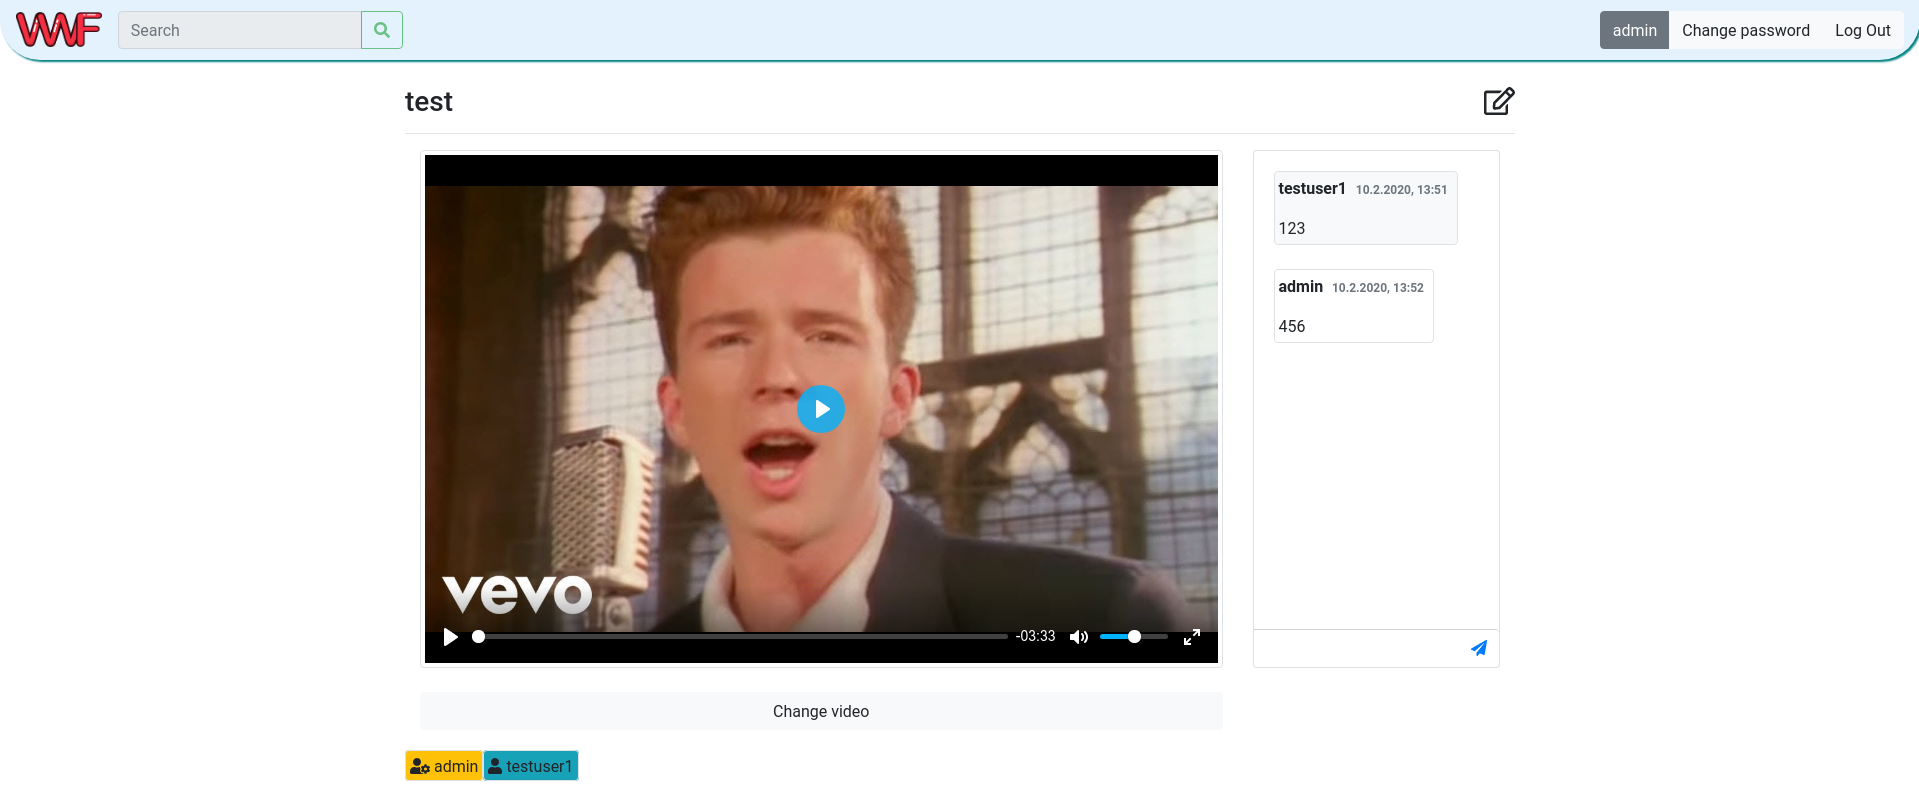 WWF
Search
admin Change password Log Out
test
testuser1 10.2.2020, 13:51
123
admin 10.2.2020, 13:52
456
vevo
-03:33
Change video
admin testuser1